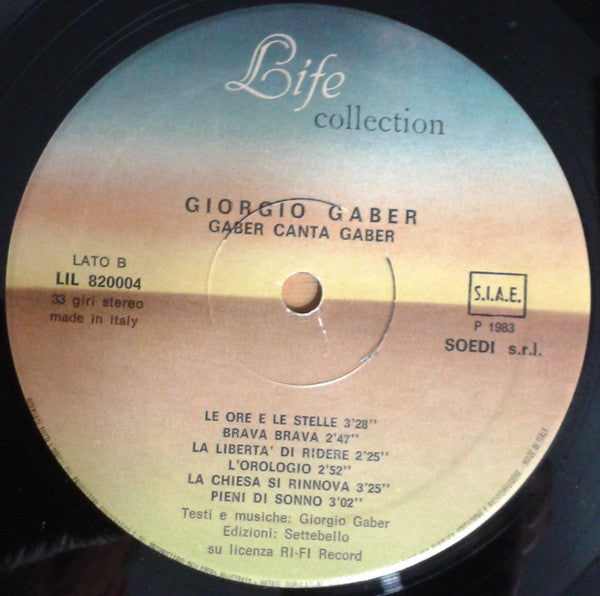 Life
collection
GIORGIO GABER
GABER CANTA GABER
LATO B
LIL 820004
33 giri stereo
made in italy
S.I.A.E.
P 1983
SOEDI s.r.l.
LE ORE E LE STELLE 3'28"
BRAVA BRAVA 2'47"
LA LIBERTA' DI RIDERE 2'25"
L'OROLOGIO 2'52"
LA CHIESA SI RINNOVA 3'25"
PIENI DI SONNO 3'02"
Testi e musiche: Giorgio Gaber
Edizioni: Settebello
su licenza RI-FI Record